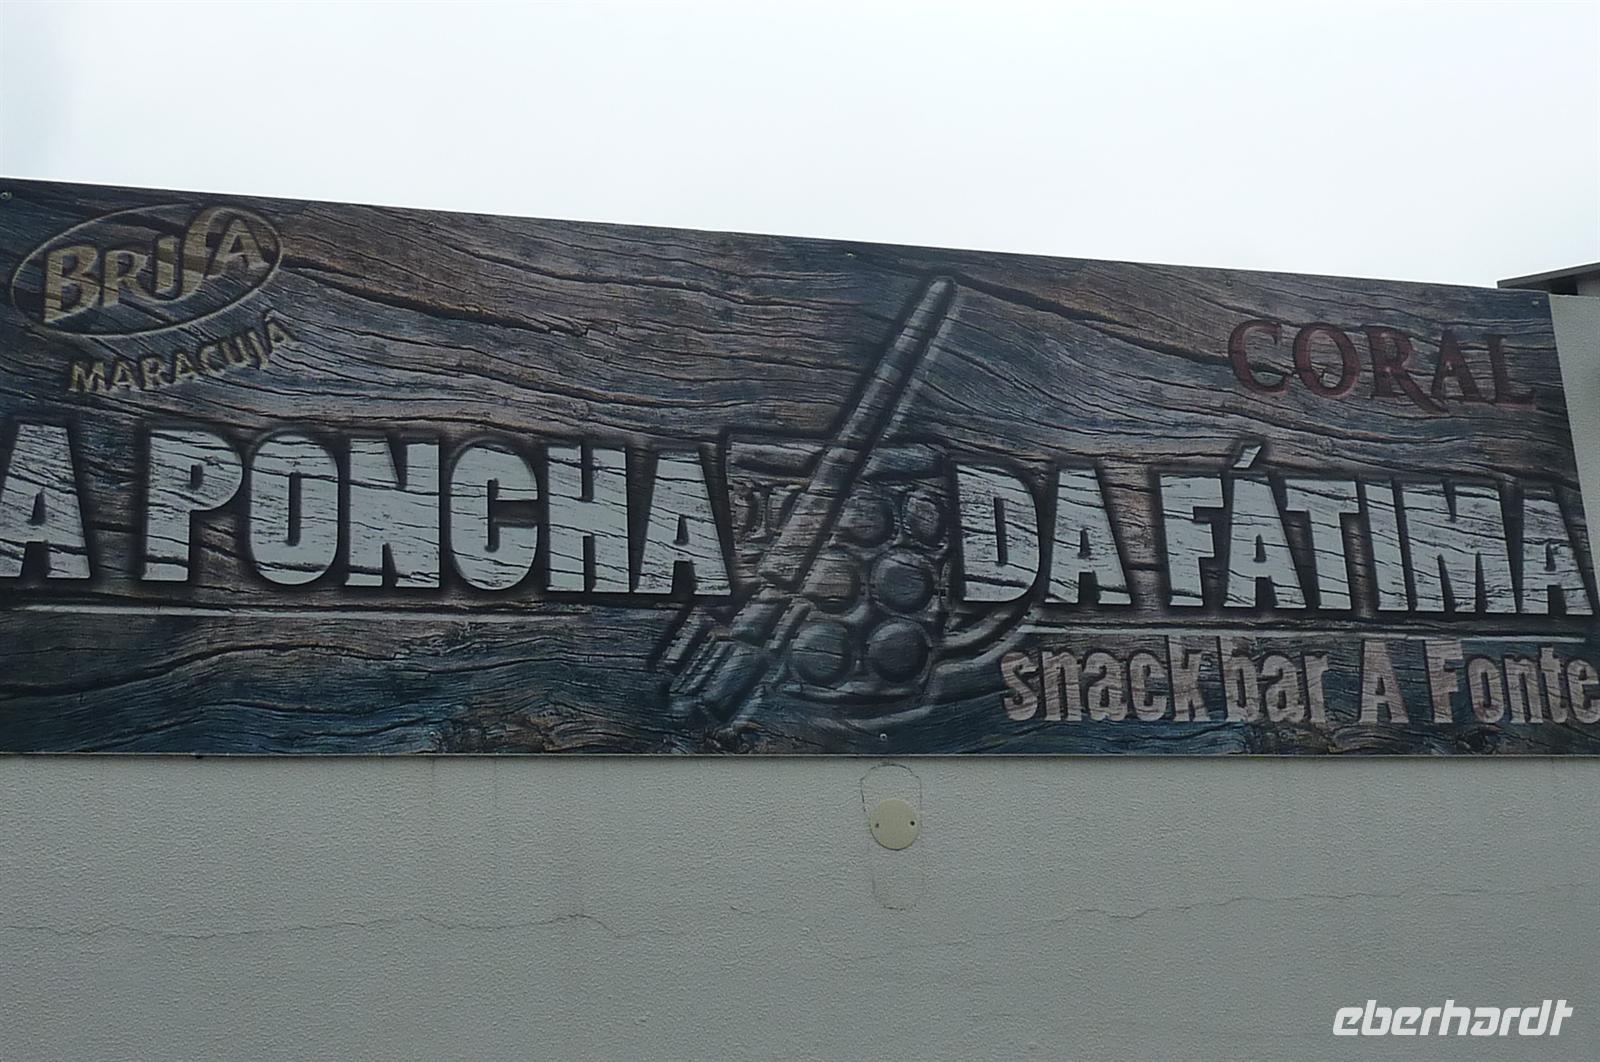 BRISA
MARACUJÁ
CORAL
A PONCHA DA FÁTIMA
snack bar A Fonte
eberhardt